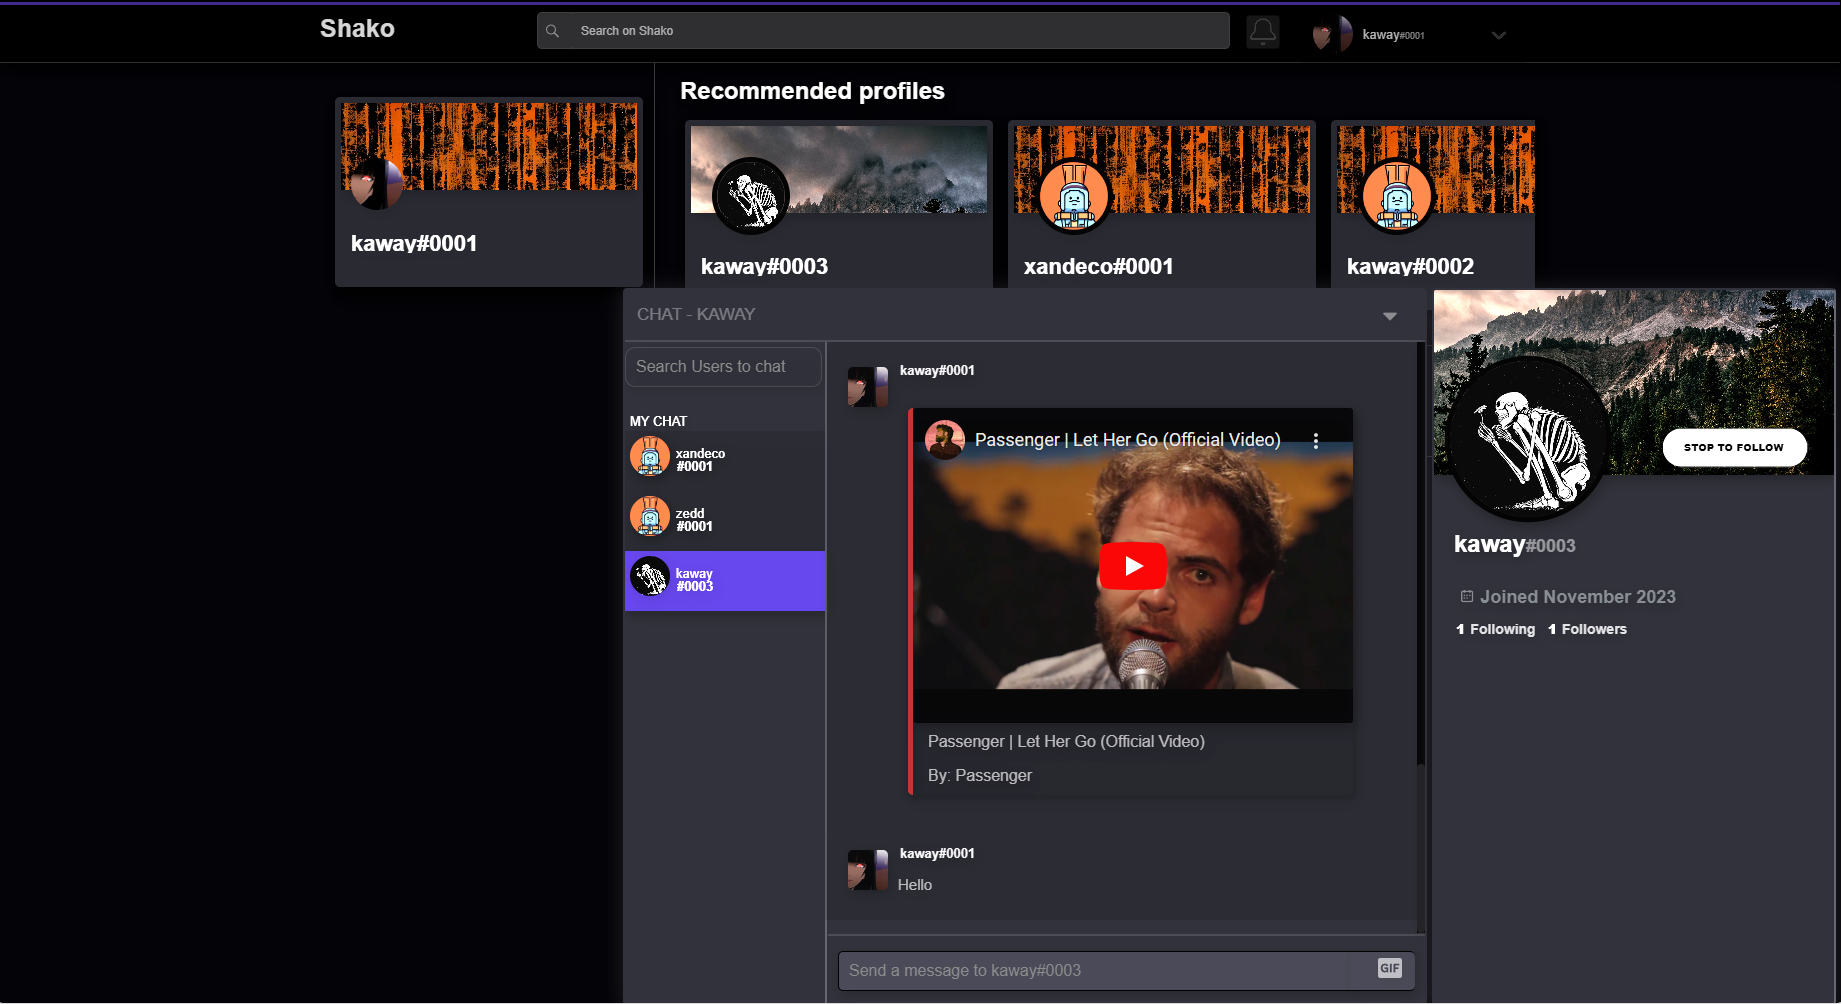 Shako
Search on Shako
kaway#0001
Recommended profiles
kaway#0001
kaway#0003
xandeco#0001
kaway#0002
CHAT - KAWAY
Search Users to chat
MY CHAT
xandeco
#0001
zedd
#0001
kaway
#0003
kaway#0001
Passenger | Let Her Go (Official Video)
Passenger | Let Her Go (Official Video)
By: Passenger
kaway#0001
Hello
Send a message to kaway#0003
GIF
STOP TO FOLLOW
kaway#0003
Joined November 2023
1 Following 1 Followers